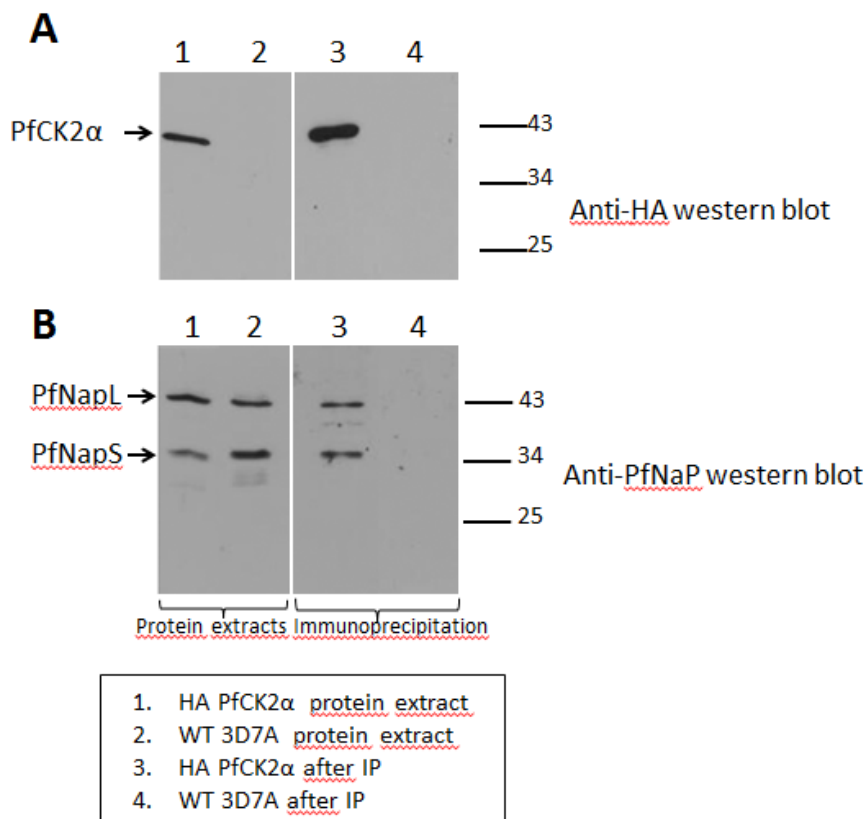 A
1 2 3 4
PfCK2α
43
34
25
Anti-HA western blot
B
1 2 3 4
PfNapL
PfNapS
43
34
25
Anti-PfNaP western blot
Protein extracts Immunoprecipitation
1. HA PfCK2α protein extract
2. WT 3D7A protein extract
3. HA PfCK2α after IP
4. WT 3D7A after IP